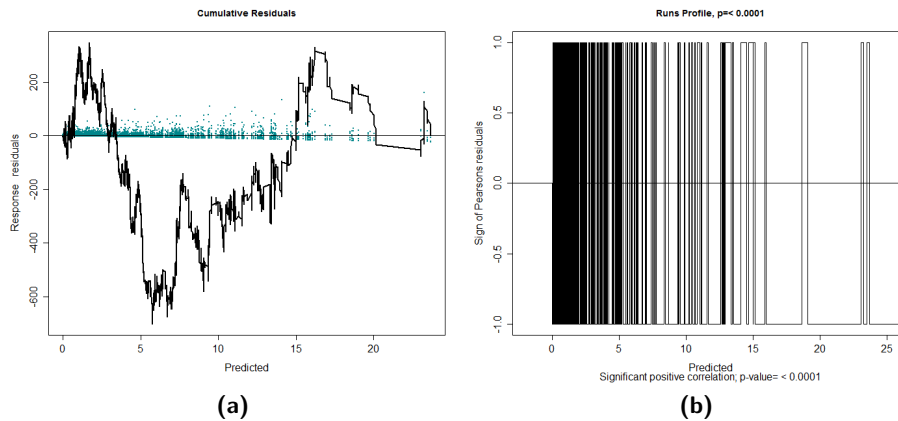 Cumulative Residuals
Response residuals
200
0
-200
-400
-600
0 5 10 15 20
Predicted
(a)
Runs Profile, p=< 0.0001
Sign of Pearsons residuals
1.0
0.5
0.0
-0.5
-1.0
0 5 10 15 20 25
Predicted
Significant positive correlation; p-value= < 0.0001
(b)